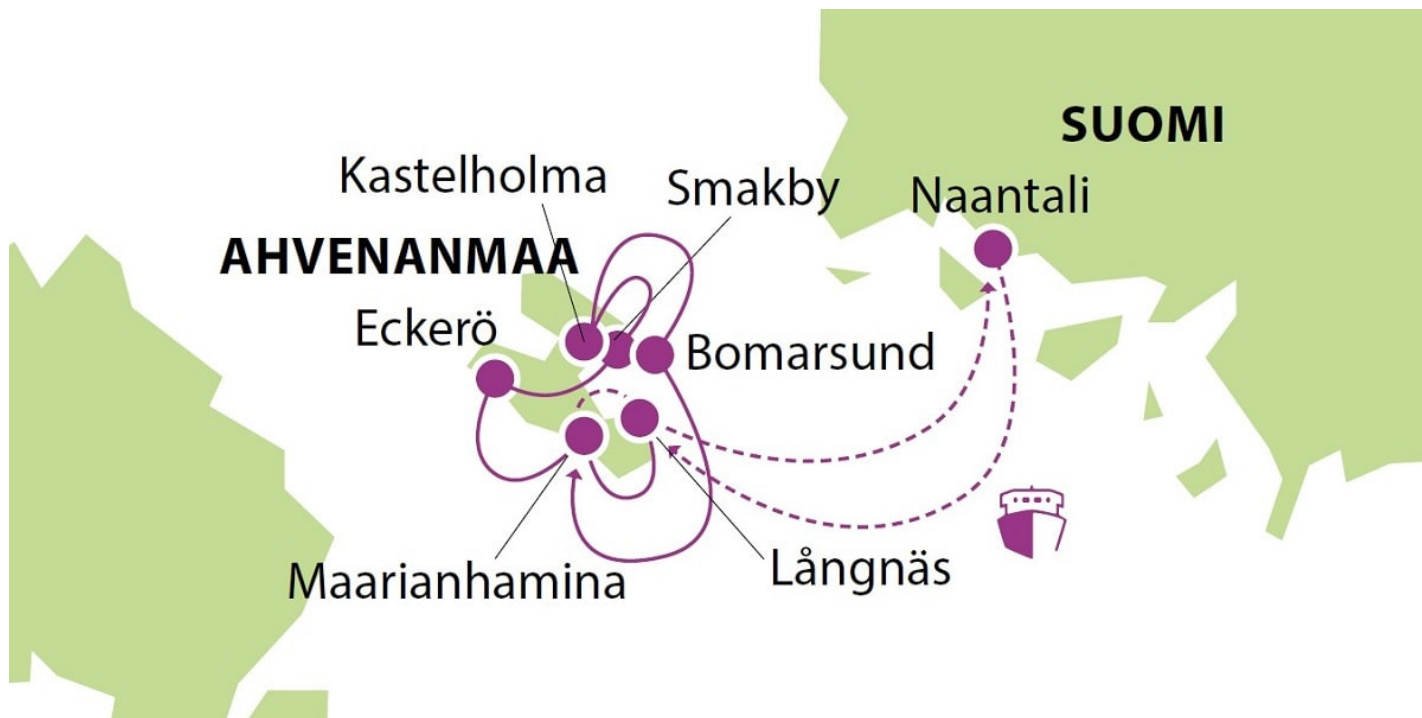 SUOMI
Kastelholma
Smakby
Naantali
AHVENANMAA
Eckerö
Bomarsund
Maarianhamina
Långnäs